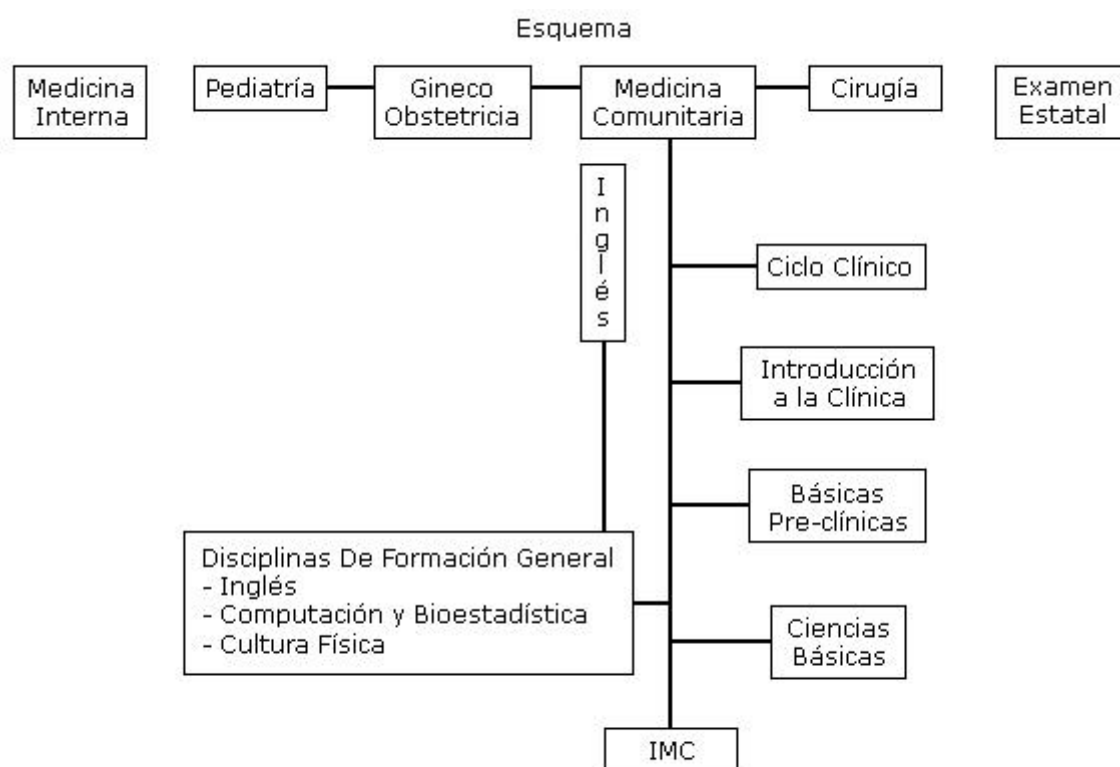 Esquema
Medicina
Interna
Pediatría
Gineco
Obstetricia
Medicina
Comunitaria
Cirugía
Examen
Estatal
Inglés
Ciclo Clínico
Introducción
a la Clínica
Básicas
Pre-clínicas
Disciplinas De Formación General
- Inglés
- Computación y Bioestadística
- Cultura Física
Ciencias
Básicas
IMC